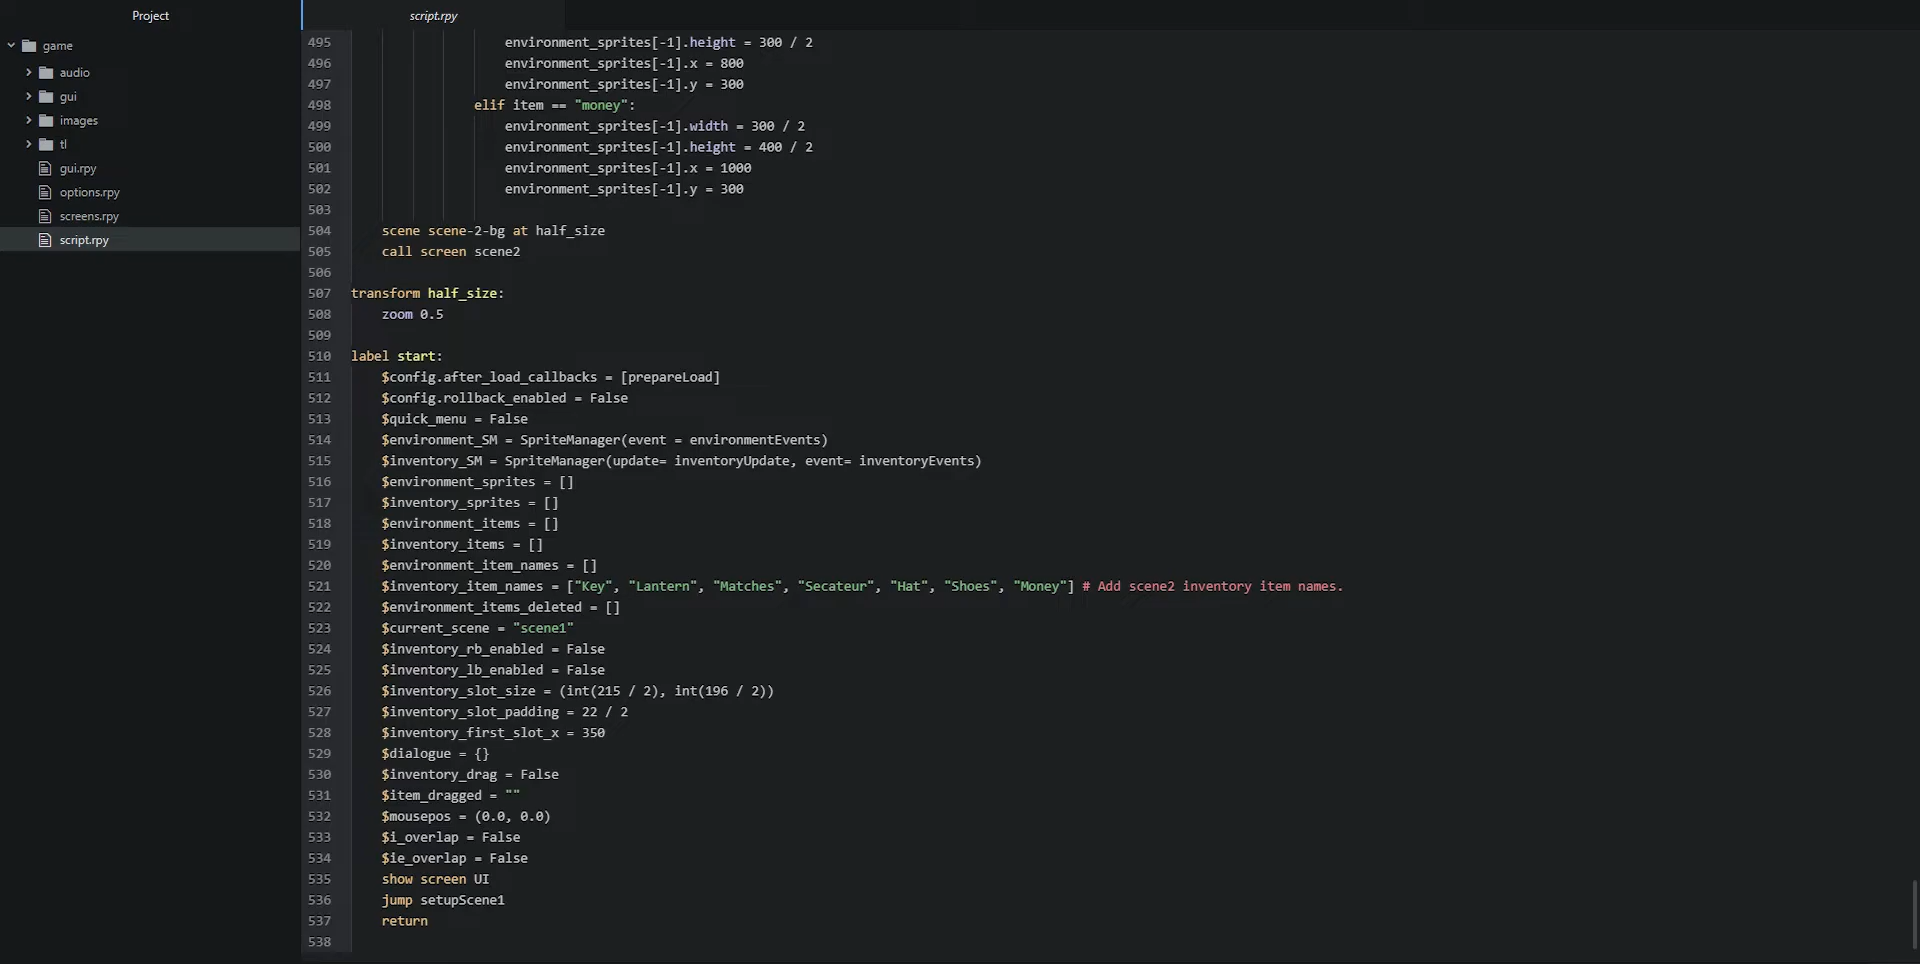 Project
script.rpy
game
audio
gui
images
tl
gui.rpy
options.rpy
screens.rpy
script.rpy
495 environment_sprites[-1].height = 300 / 2
496 environment_sprites[-1].x = 800
497 environment_sprites[-1].y = 300
498 elif item == "money":
499 environment_sprites[-1].width = 300 / 2
500 environment_sprites[-1].height = 400 / 2
501 environment_sprites[-1].x = 1000
502 environment_sprites[-1].y = 300
503
504 scene scene-2-bg at half_size
505 call screen scene2
506
507 transform half_size:
508 zoom 0.5
509
510 label start:
511 $config.after_load_callbacks = [prepareLoad]
512 $config.rollback_enabled = False
513 $quick_menu = False
514 $environment_SM = SpriteManager(event = environmentEvents)
515 $inventory_SM = SpriteManager(update= inventoryUpdate, event= inventoryEvents)
516 $environment_sprites = []
517 $inventory_sprites = []
518 $environment_items = []
519 $inventory_items = []
520 $environment_item_names = []
521 $inventory_item_names = ["Key", "Lantern", "Matches", "Secateur", "Hat", "Shoes", "Money"] # Add scene2 inventory item names.
522 $environment_items_deleted = []
523 $current_scene = "scene1"
524 $inventory_rb_enabled = False
525 $inventory_lb_enabled = False
526 $inventory_slot_size = (int(215 / 2), int(196 / 2))
527 $inventory_slot_padding = 22 / 2
528 $inventory_first_slot_x = 350
529 $dialogue = {}
530 $inventory_drag = False
531 $item_dragged = ""
532 $mousepos = (0.0, 0.0)
533 $i_overlap = False
534 $ie_overlap = False
535 show screen UI
536 jump setupScene1
537 return
538